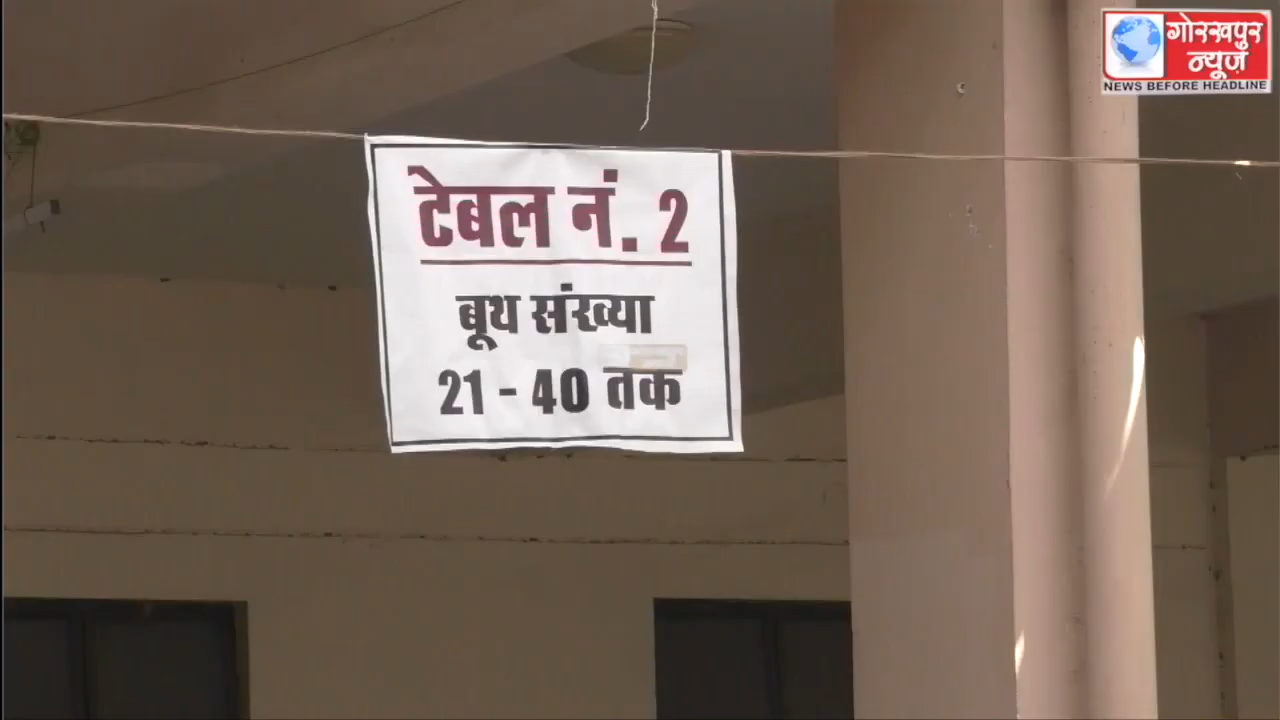 गोरखपुर
न्यूज़
NEWS BEFORE HEADLINE
टेबल नं. 2
बूथ संख्या
21 - 40 तक